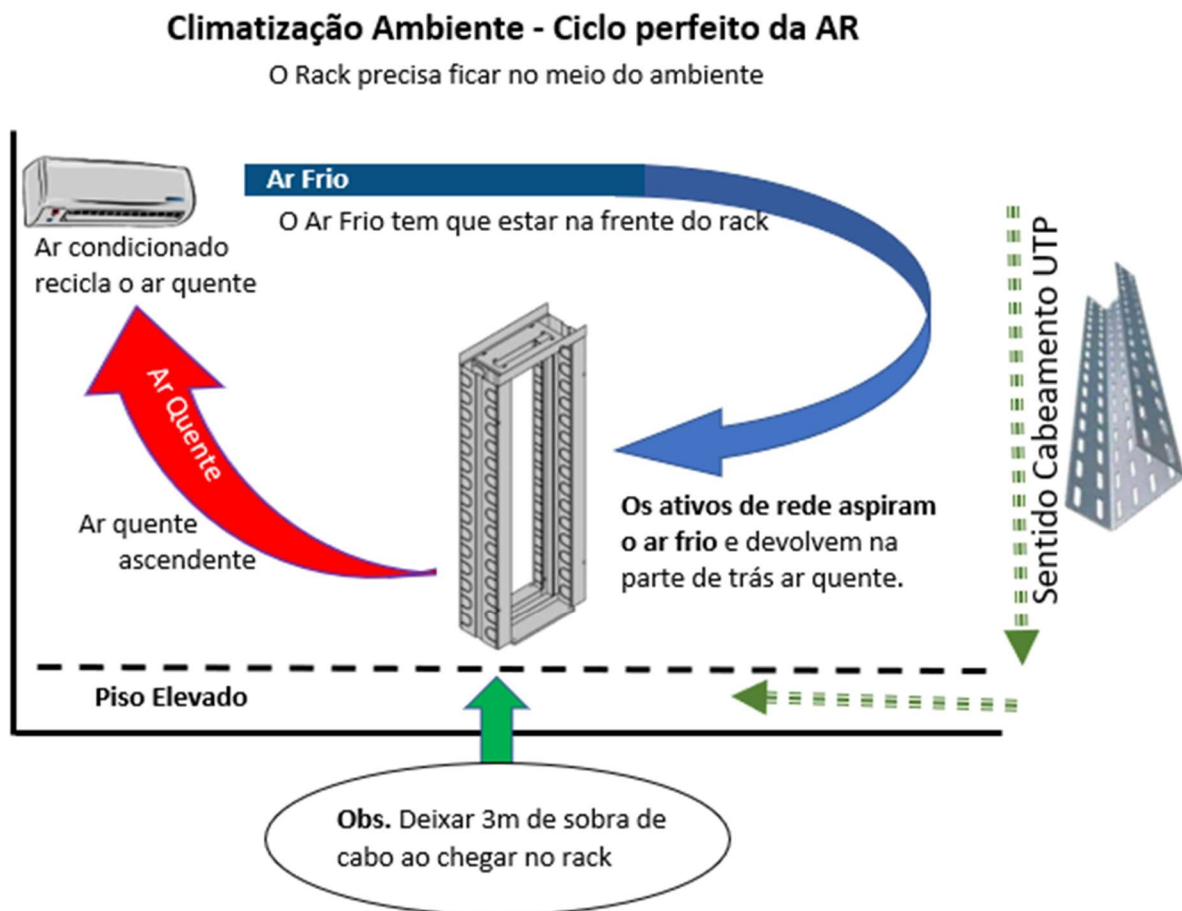 Climatização Ambiente - Ciclo perfeito da AR
O Rack precisa ficar no meio do ambiente
Ar Frio
O Ar Frio tem que estar na frente do rack
Ar condicionado
recicla o ar quente
Ar Quente
Ar quente
ascendente
Os ativos de rede aspiram
o ar frio e devolvem na
parte de trás ar quente.
Sentido Cabeamento UTP
Piso Elevado
Obs. Deixar 3m de sobra de
cabo ao chegar no rack